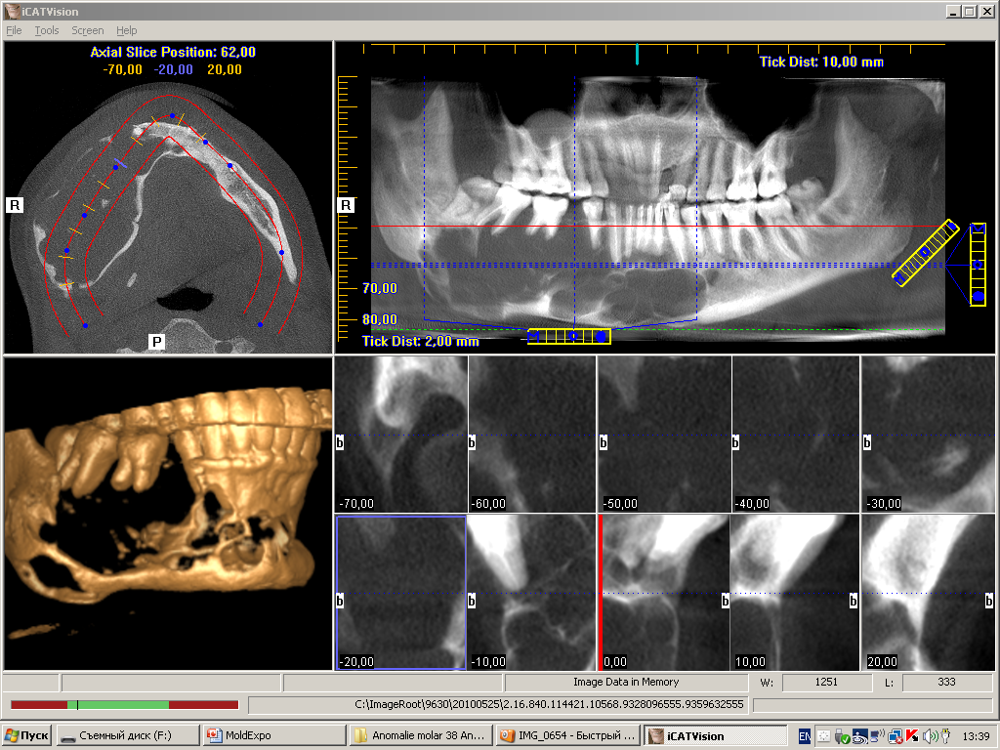 iCATVision
File Tools Screen Help
Axial Slice Position: 62,00
-70,00 -20,00 20,00
R
P
Tick Dist: 10,00 mm
R
70,00
80,00
Tick Dist: 2,00 mm
b b b b b
-70,00 -60,00 -50,00 -40,00 -30,00
b b b b b
-20,00 -10,00 0,00 10,00 20,00
Image Data in Memory W: 1251 L: 333
C:\ImageRoot\9630\20100525\2.16.840.114421.10568.9328096555.9359632555
Пуск Съемный диск (F:) MoldExpo Anomalie molar 38 An... IMG_0654 - Быстрый ... iCATVision EN 13:39